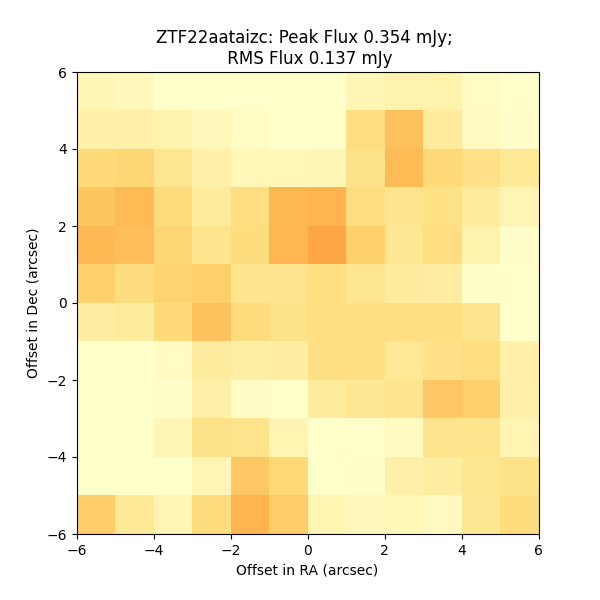 ZTF22aataizc: Peak Flux 0.354 mJy;
RMS Flux 0.137 mJy
6
4
2
0
−2
−4
−6
Offset in Dec (arcsec)
−6 −4 −2 0 2 4 6
Offset in RA (arcsec)